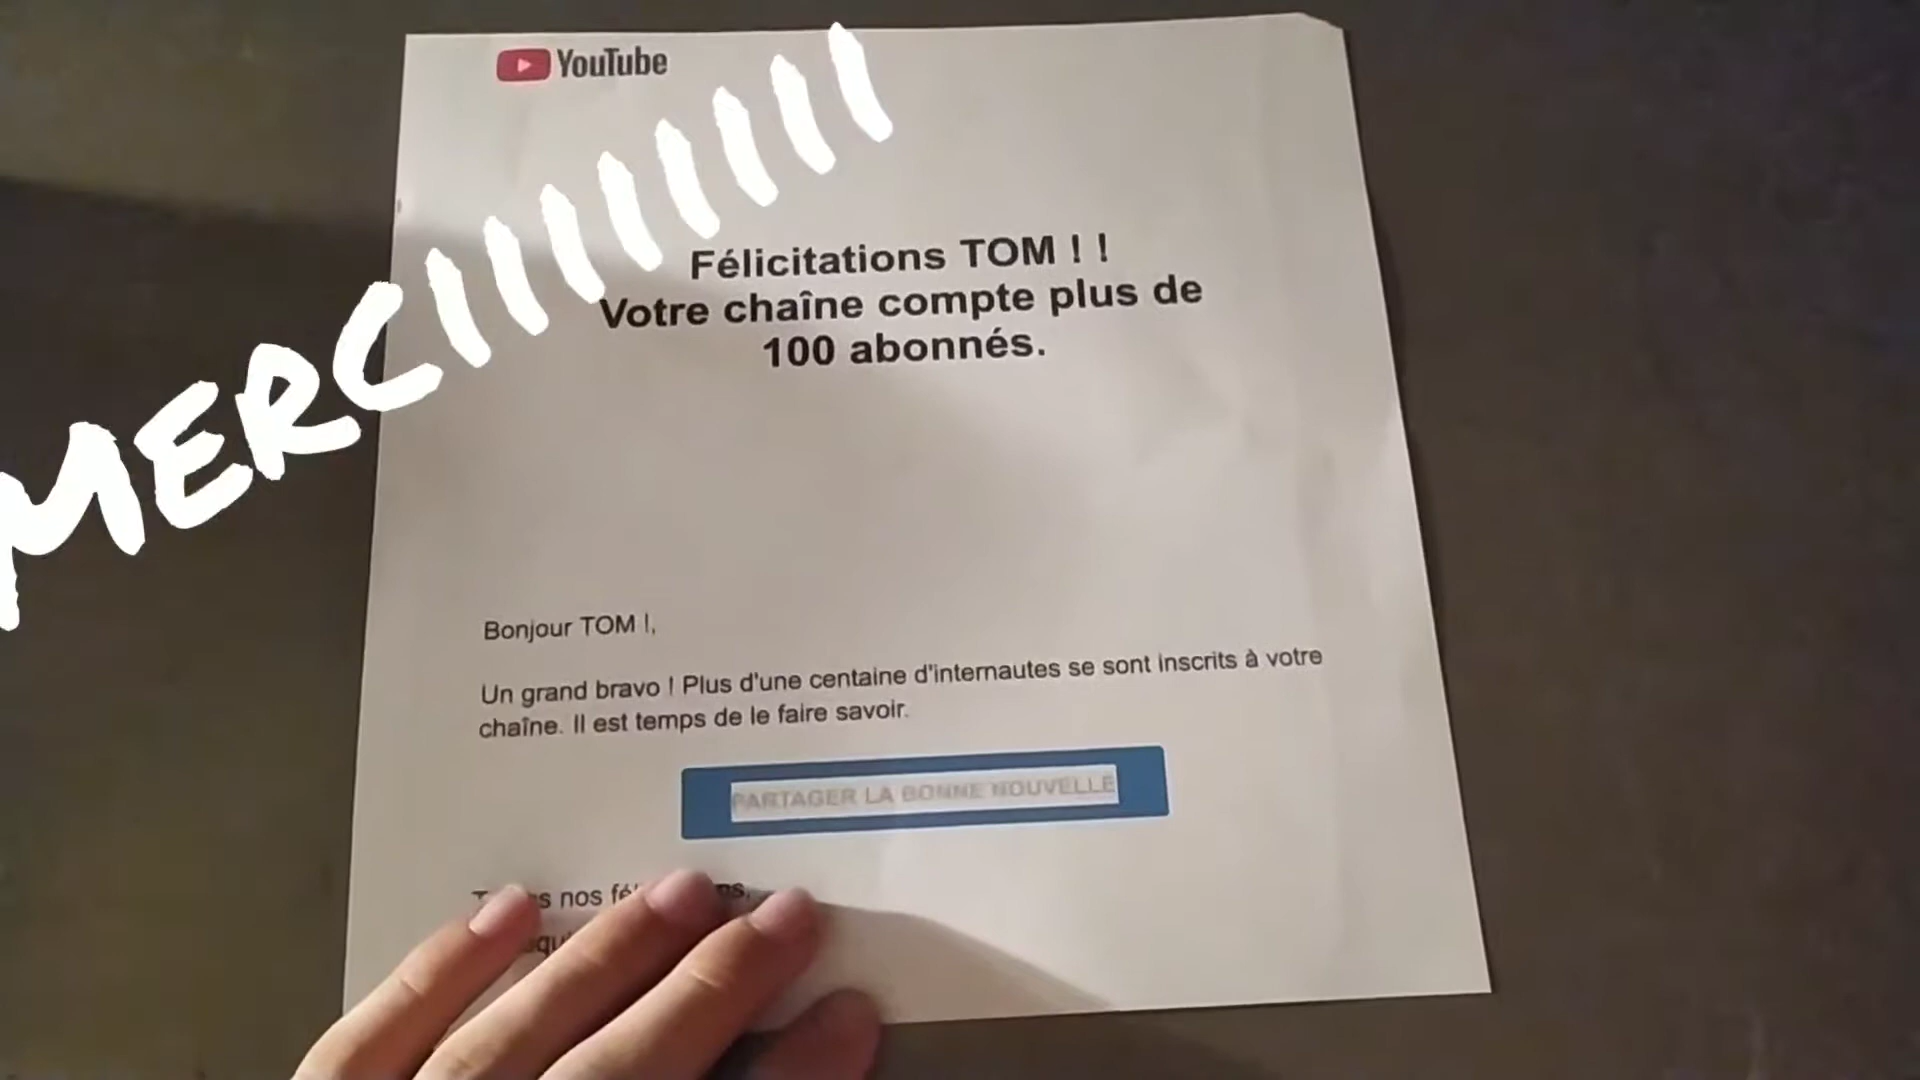 YouTube
MERCIIIIIIIII
Félicitations TOM ! !
Votre chaîne compte plus de
100 abonnés.
Bonjour TOM !,
Un grand bravo ! Plus d'une centaine d'internautes se sont inscrits à votre
chaîne. Il est temps de le faire savoir.
PARTAGER LA BONNE NOUVELLE
nos